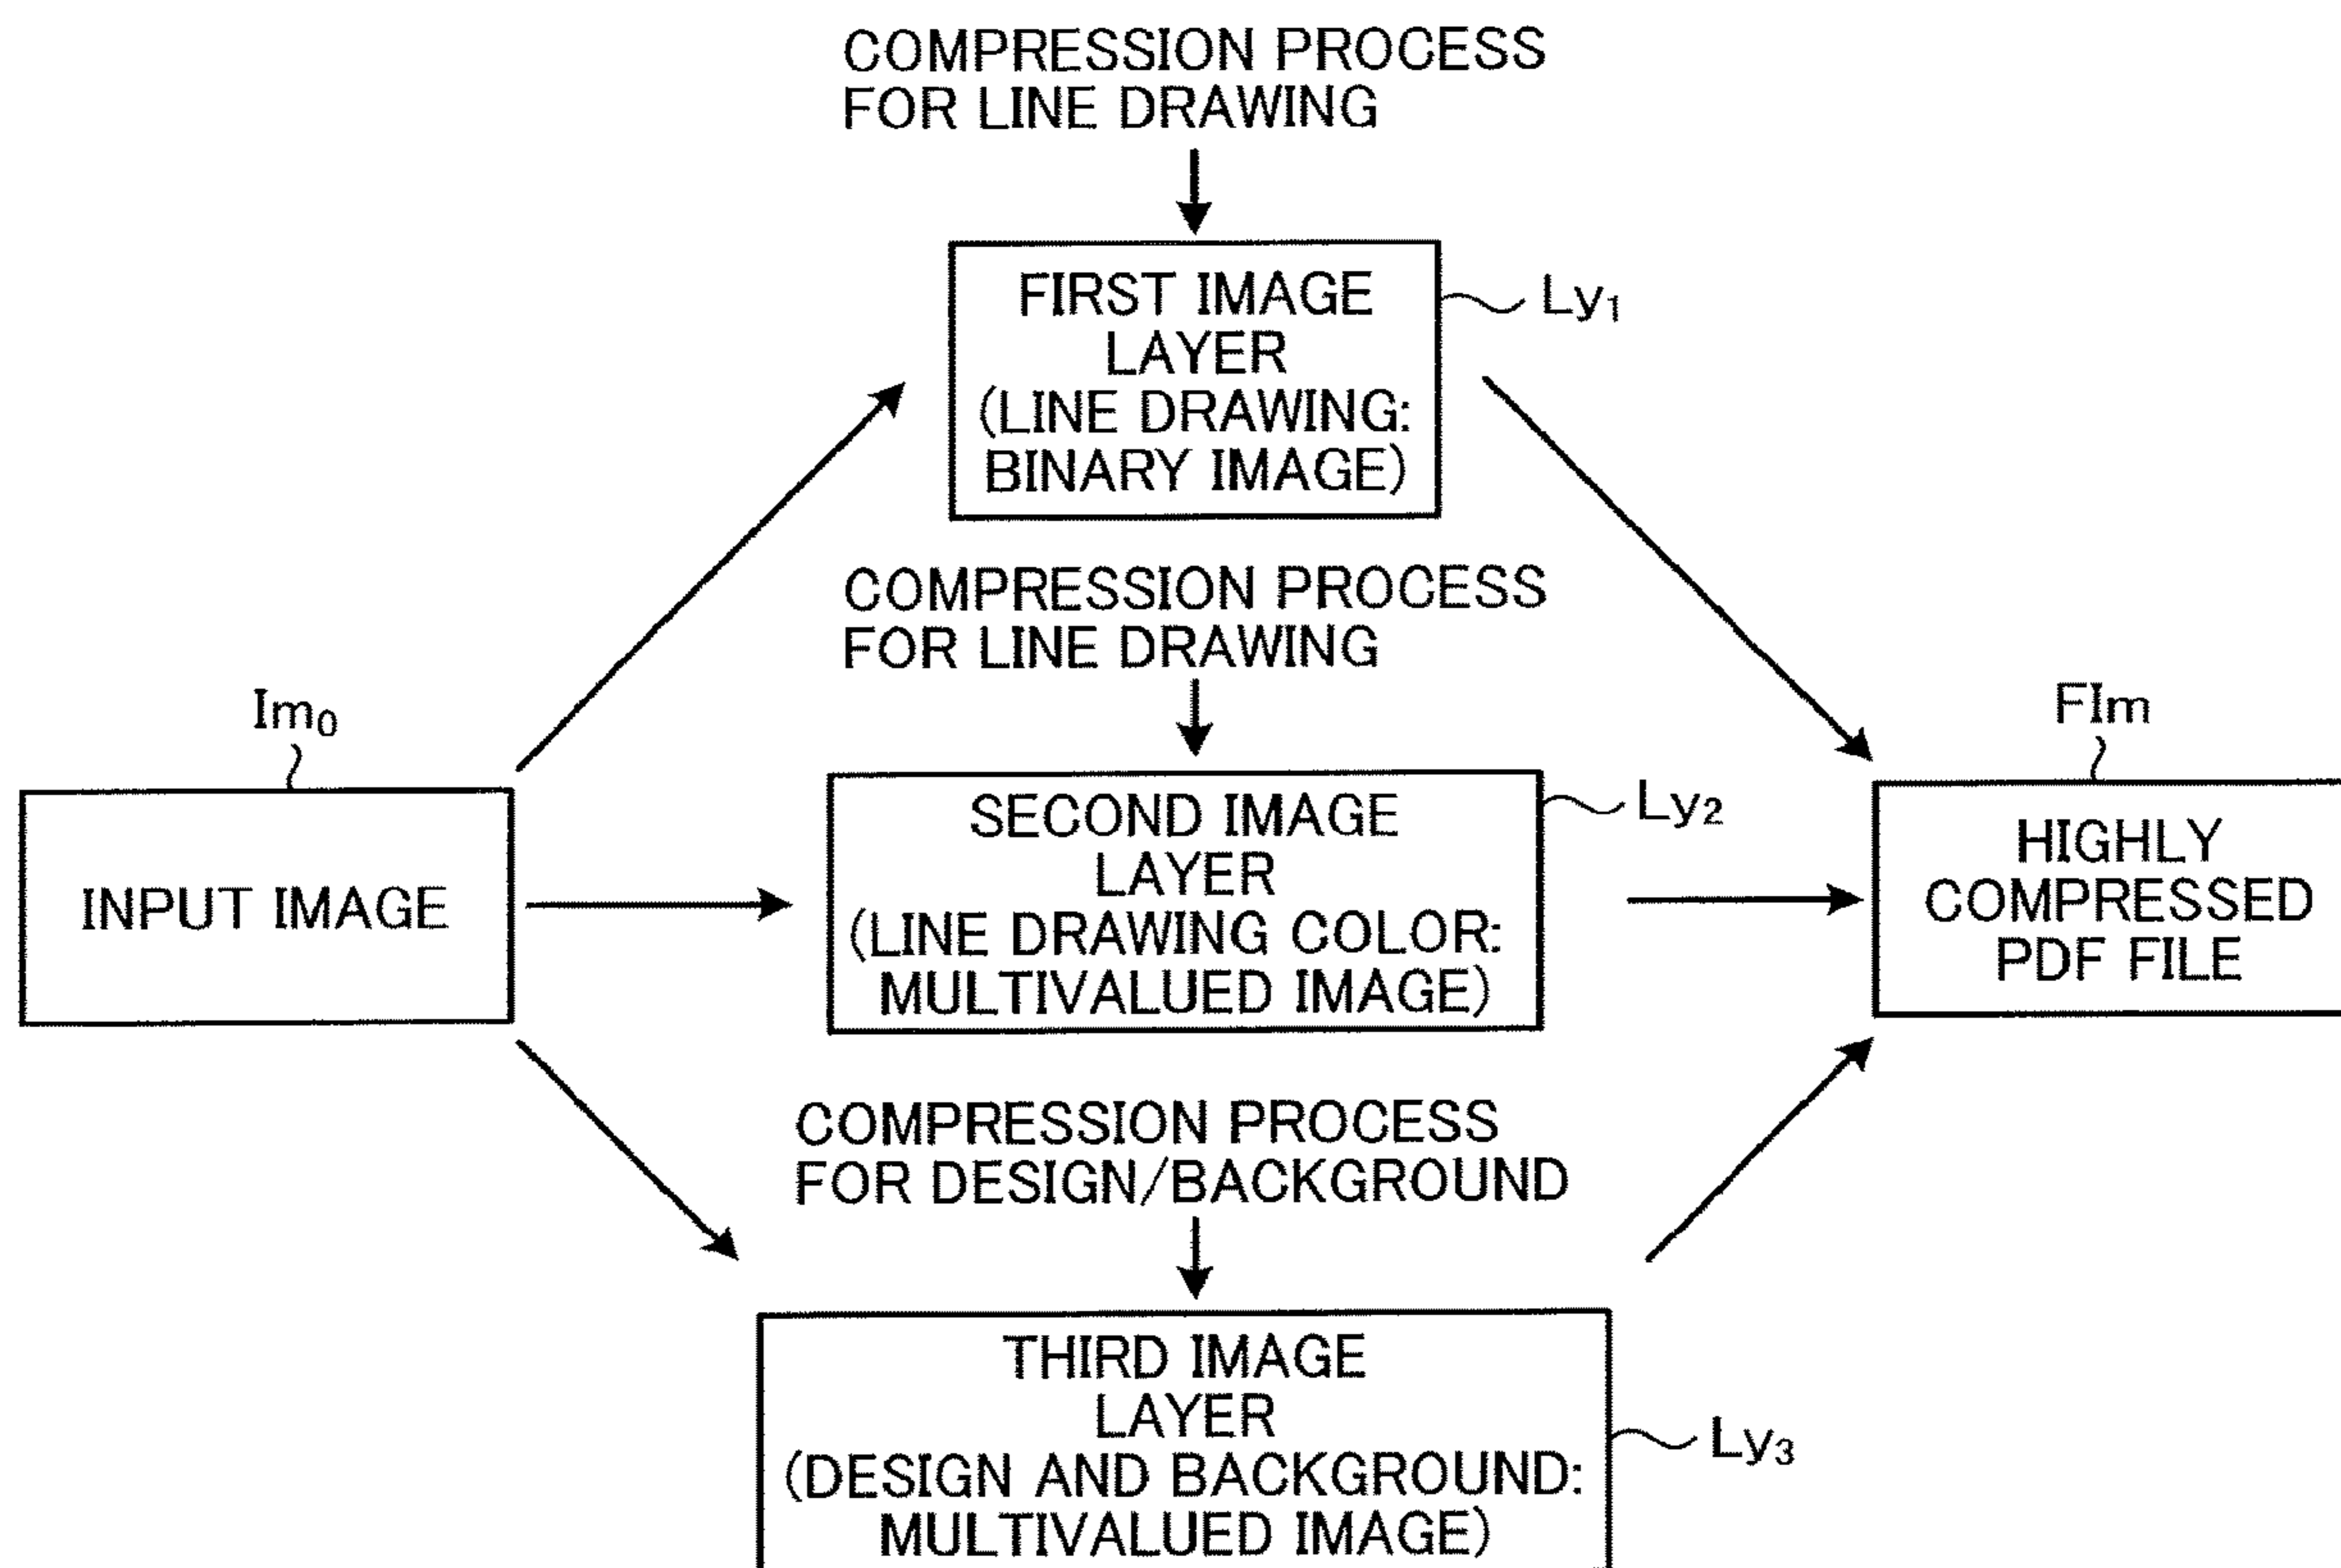 COMPRESSION PROCESS
FOR LINE DRAWING
FIRST IMAGE
LAYER
(LINE DRAWING:
BINARY IMAGE)
Ly₁
COMPRESSION PROCESS
FOR LINE DRAWING
Im₀
INPUT IMAGE
SECOND IMAGE
LAYER
(LINE DRAWING COLOR:
MULTIVALUED IMAGE)
Ly₂
FIm
HIGHLY
COMPRESSED
PDF FILE
COMPRESSION PROCESS
FOR DESIGN/BACKGROUND
THIRD IMAGE
LAYER
(DESIGN AND BACKGROUND:
MULTIVALUED IMAGE)
Ly₃